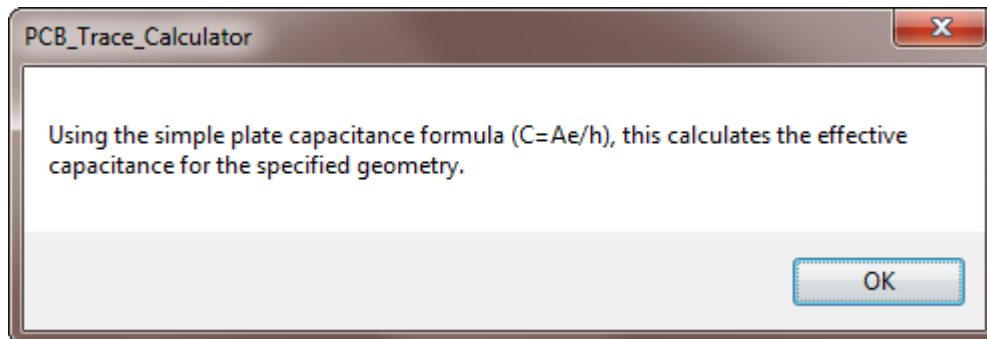 PCB_Trace_Calculator
Using the simple plate capacitance formula (C=Ae/h), this calculates the effective
capacitance for the specified geometry.
OK